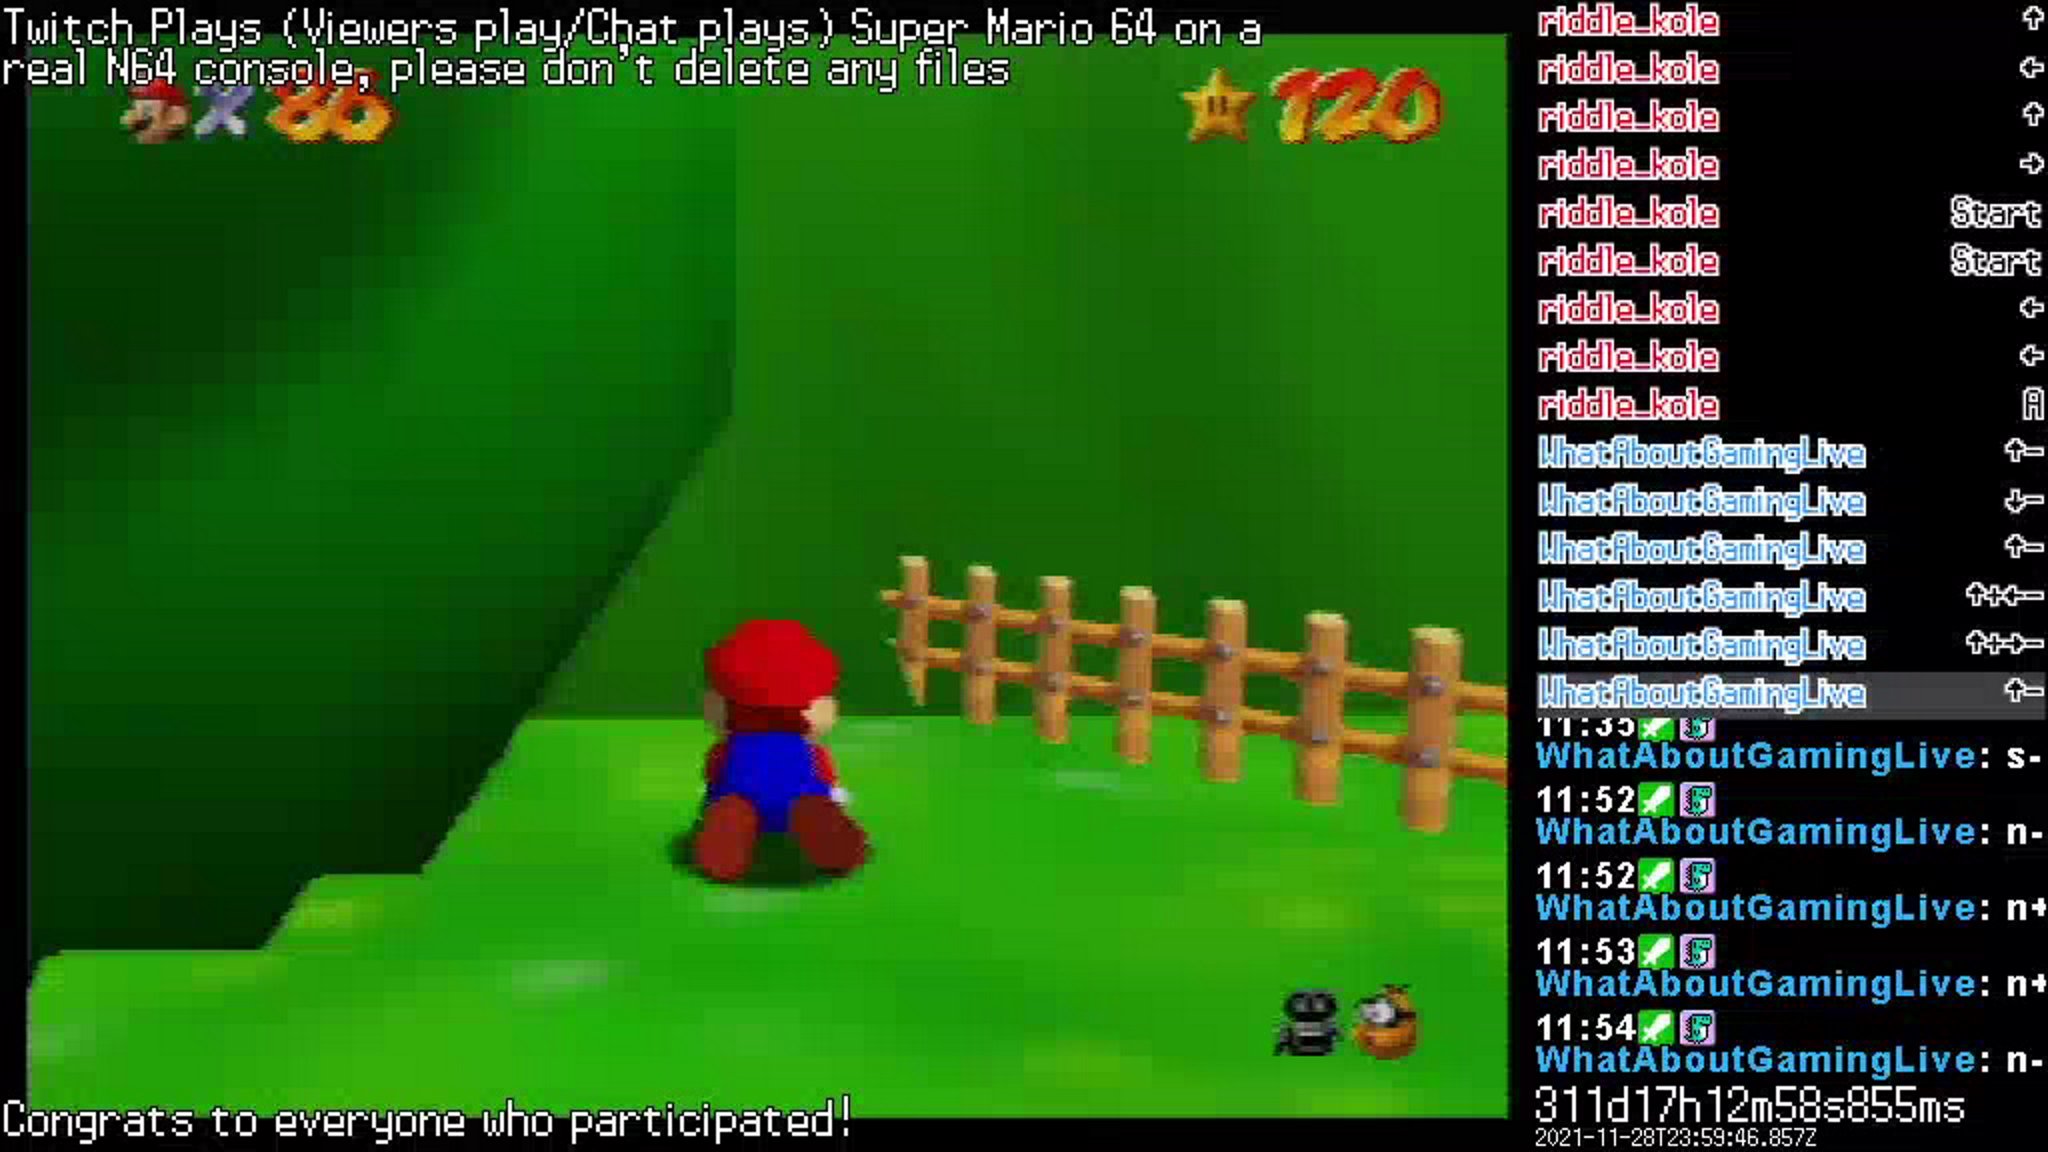 Twitch Plays (Viewers play/Chat plays) Super Mario 64 on a
real N64 console, please don't delete any files
86
120
riddle_kole ↑
riddle_kole ←
riddle_kole ↑
riddle_kole →
riddle_kole Start
riddle_kole Start
riddle_kole ←
riddle_kole ←
riddle_kole A
WhatAboutGamingLive ↑-
WhatAboutGamingLive ↓-
WhatAboutGamingLive ↑-
WhatAboutGamingLive ↑+←-
WhatAboutGamingLive ↑+→-
WhatAboutGamingLive ↑-
11:35
WhatAboutGamingLive: s-
11:52
WhatAboutGamingLive: n-
11:52
WhatAboutGamingLive: n+
11:53
WhatAboutGamingLive: n+
11:54
WhatAboutGamingLive: n-
311d17h12m58s855ms
2021-11-28T23:59:46.857Z
Congrats to everyone who participated!